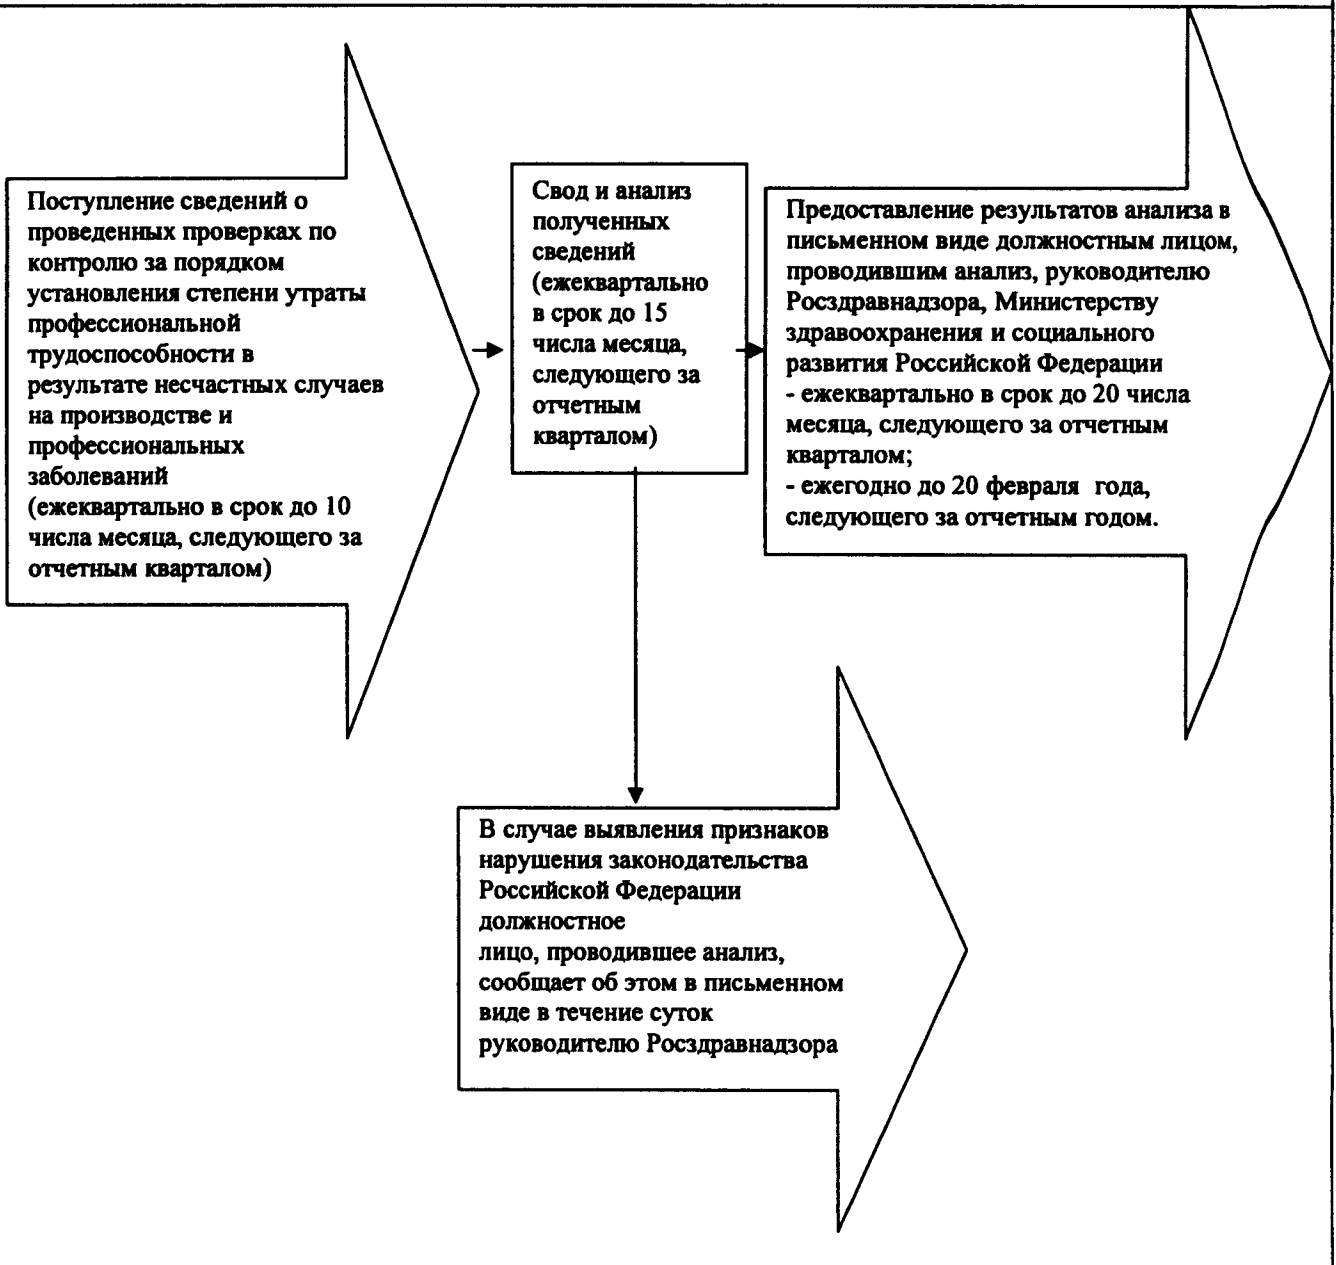 Поступление сведений о
проведенных проверках по
контролю за порядком
установления степени утраты
профессиональной
трудоспособности в
результате несчастных случаев
на производстве и
профессиональных
заболеваний
(ежеквартально в срок до 10
числа месяца, следующего за
отчетным кварталом)
Свод и анализ
полученных
сведений
(ежеквартально
в срок до 15
числа месяца,
следующего за
отчетным
кварталом)
Предоставление результатов анализа в
письменном виде должностным лицом,
проводившим анализ, руководителю
Росздравнадзора, Министерству
здравоохранения и социального
развития Российской Федерации
- ежеквартально в срок до 20 числа
месяца, следующего за отчетным
кварталом;
- ежегодно до 20 февраля года,
следующего за отчетным годом.
В случае выявления признаков
нарушения законодательства
Российской Федерации
должностное
лицо, проводившее анализ,
сообщает об этом в письменном
виде в течение суток
руководителю Росздравнадзора